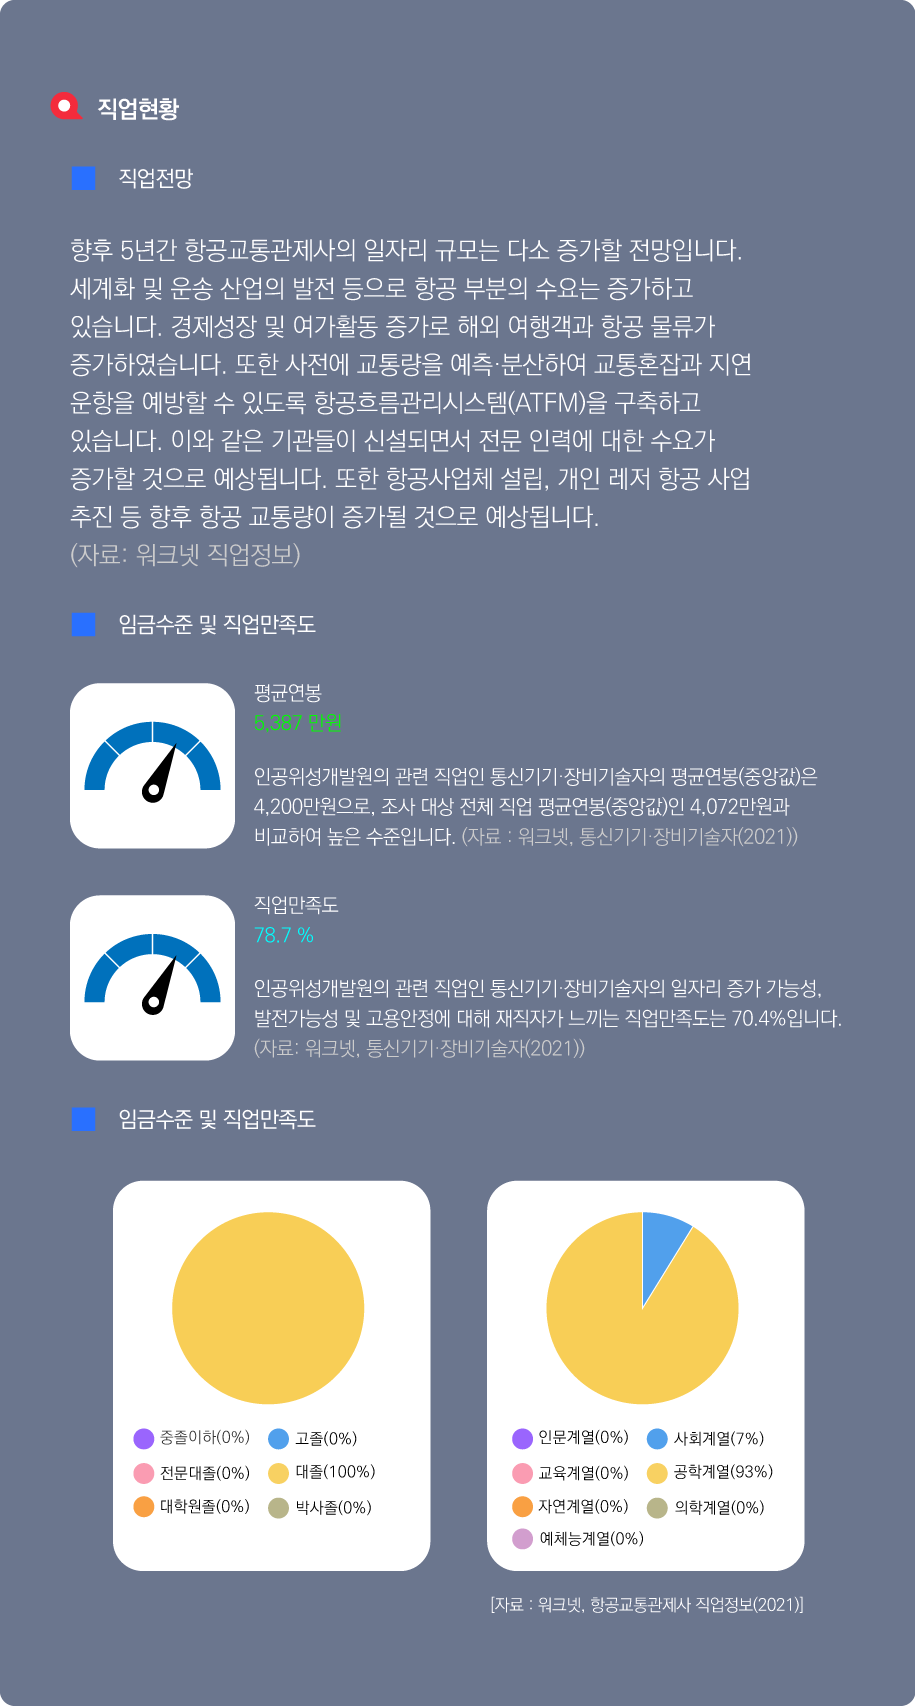 직업현황
직업전망
향후 5년간 항공교통관제사의 일자리 규모는 다소 증가할 전망입니다.
세계화 및 운송 산업의 발전 등으로 항공 부분의 수요는 증가하고
있습니다. 경제성장 및 여가활동 증가로 해외 여행객과 항공 물류가
증가하였습니다. 또한 사전에 교통량을 예측·분산하여 교통혼잡과 지연
운항을 예방할 수 있도록 항공흐름관리시스템(ATFM)을 구축하고
있습니다. 이와 같은 기관들이 신설되면서 전문 인력에 대한 수요가
증가할 것으로 예상됩니다. 또한 항공사업체 설립, 개인 레저 항공 사업
추진 등 향후 항공 교통량이 증가될 것으로 예상됩니다.
(자료: 워크넷 직업정보)
임금수준 및 직업만족도
평균연봉
5,387 만원
인공위성개발원의 관련 직업인 통신기기·장비기술자의 평균연봉(중앙값)은
4,200만원으로, 조사 대상 전체 직업 평균연봉(중앙값)인 4,072만원과
비교하여 높은 수준입니다. (자료 : 워크넷, 통신기기·장비기술자(2021))
직업만족도
78.7 %
인공위성개발원의 관련 직업인 통신기기·장비기술자의 일자리 증가 가능성,
발전가능성 및 고용안정에 대해 재직자가 느끼는 직업만족도는 70.4%입니다.
(자료: 워크넷, 통신기기·장비기술자(2021))
임금수준 및 직업만족도
중졸이하(0%) 고졸(0%)
전문대졸(0%) 대졸(100%)
대학원졸(0%) 박사졸(0%)
인문계열(0%) 사회계열(7%)
교육계열(0%) 공학계열(93%)
자연계열(0%) 의학계열(0%)
예체능계열(0%)
[자료 : 워크넷, 항공교통관제사 직업정보(2021)]